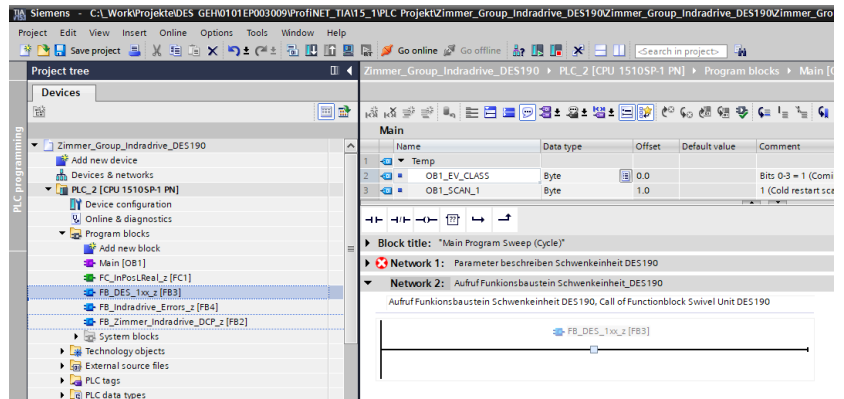 Siemens - C:\_Work\Projekte\DES GEH\0101EP003009\ProfiNET_TIA\15_1\PLC Projekt\Zimmer_Group_Indradrive_DES190\Zimmer_Group_Indradrive_DES190\Zimmer_Gro
Project Edit View Insert Online Options Tools Window Help
Save project Go online Go offline <Search in project>
Project tree
Zimmer_Group_Indradrive_DES190 PLC_2 [CPU 1510SP-1 PN] Program blocks Main [
Devices
PLC programming
Zimmer_Group_Indradrive_DES190
Add new device
Devices & networks
PLC_2 [CPU 1510SP-1 PN]
Device configuration
Online & diagnostics
Program blocks
Add new block
Main [OB1]
FC_InPosLReal_z [FC1]
FB_DES_1xx_z [FB3]
FB_Indradrive_Errors_z [FB4]
FB_Zimmer_Indradrive_DCP_z [FB2]
System blocks
Technology objects
External source files
PLC tags
PLC data types
Main
Name Data type Offset Default value Comment
1 Temp
2 OB1_EV_CLASS Byte 0.0 Bits 0-3 = 1 (Comi
3 OB1_SCAN_1 Byte 1.0 1 (Cold restart sca
??
Block title: "Main Program Sweep (Cycle)"
Network 1: Parameter beschreiben Schwenkeinheit DES190
Network 2: Aufruf Funkionsbaustein Schwenkeinheit_DES190
Aufruf Funkionsbaustein Schwenkeinheit DES190, Call of Functionblock Swivel Unit DES190
FB_DES_1xx_z [FB3]